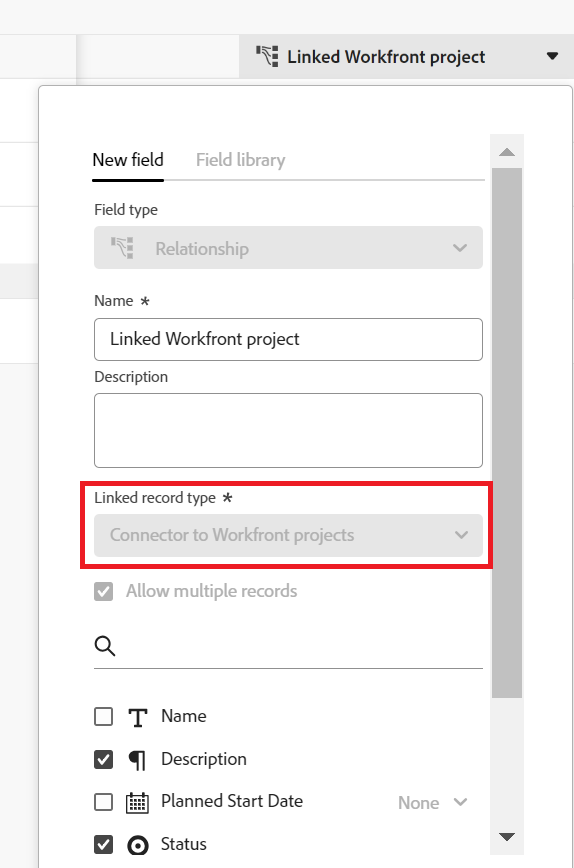 Linked Workfront project
New field
Field library
Field type
Relationship
Name *
Linked Workfront project
Description
Linked record type *
Connector to Workfront projects
Allow multiple records
Name
Description
Planned Start Date None
Status